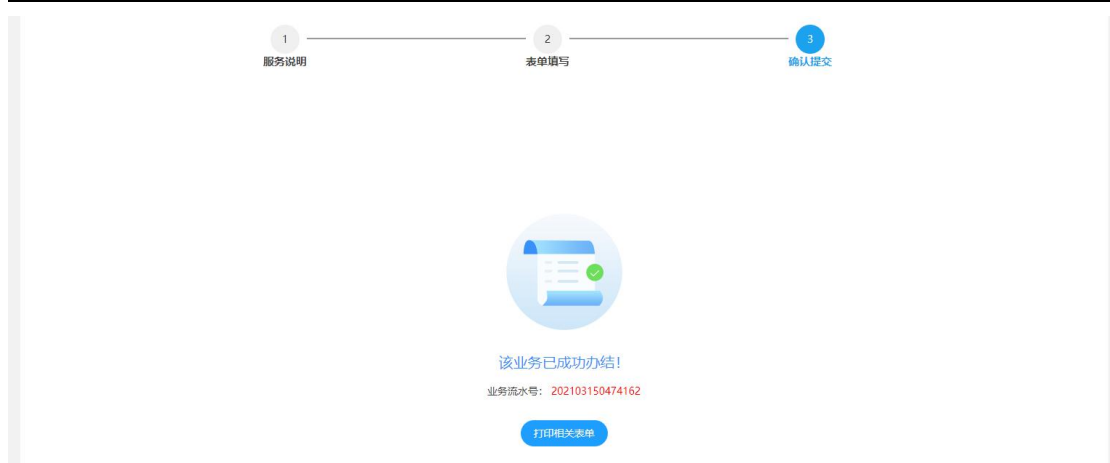 1 2 3
服务说明 表单填写 确认提交
该业务已成功办结！
业务流水号： 202103150474162
打印相关表单